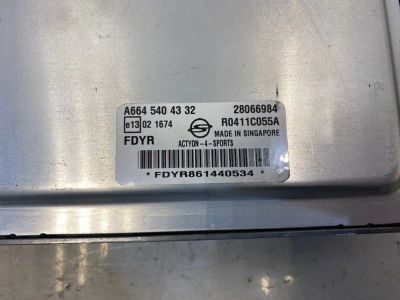 A664 540 43 32 28066984
e13 02 1674 R0411C055A
MADE IN SINGAPORE
FDYR ACTYON-4-SPORTS
* FDYR861440534 *